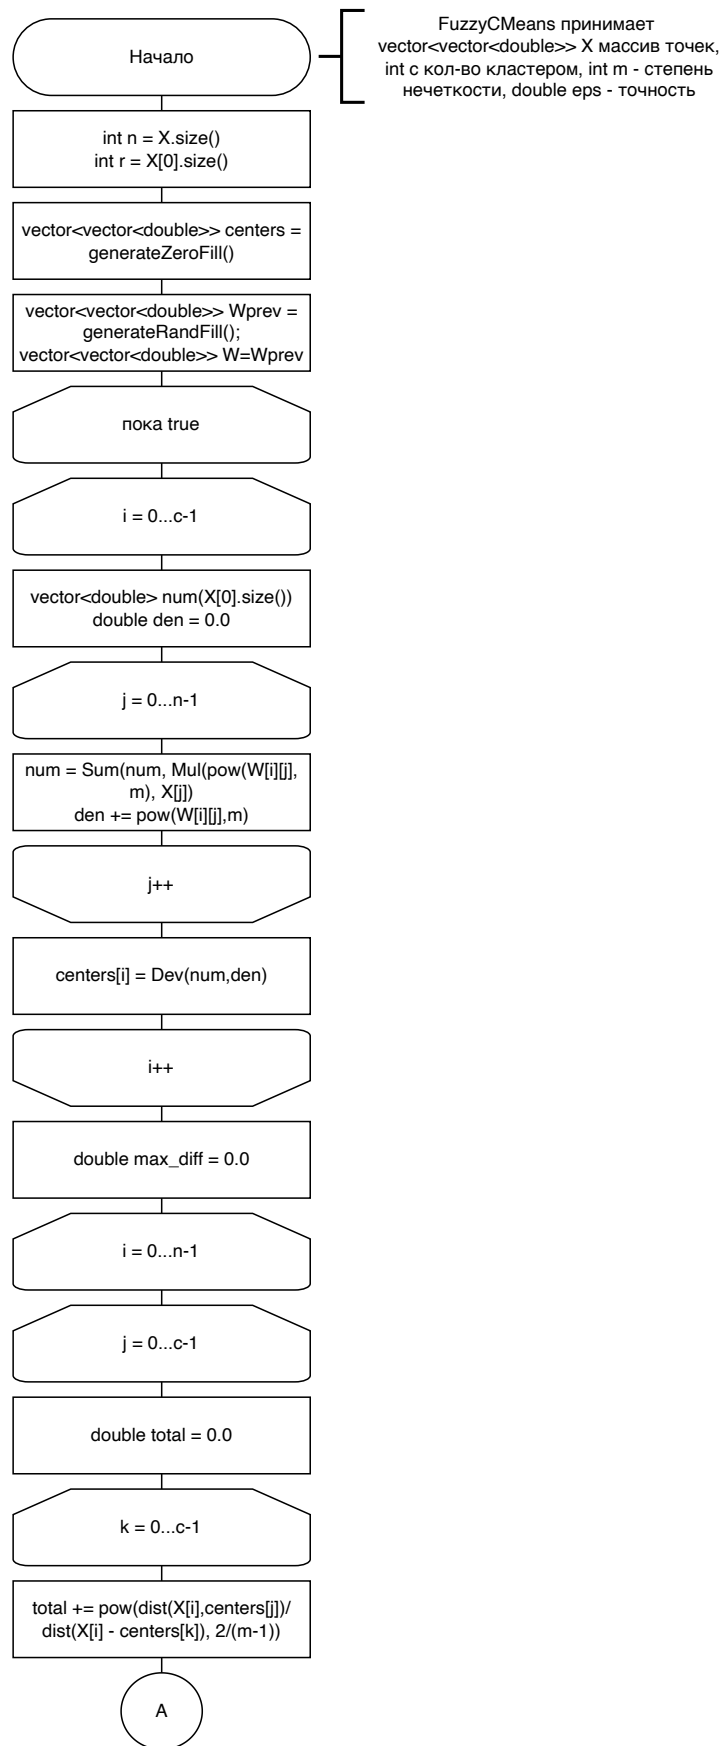 Начало
FuzzyCMeans принимает
vector<vector<double>> X массив точек,
int c кол-во кластером, int m - степень
нечеткости, double eps - точность
int n = X.size()
int r = X[0].size()
vector<vector<double>> centers =
generateZeroFill()
vector<vector<double>> Wprev =
generateRandFill();
vector<vector<double>> W=Wprev
пока true
i = 0...c-1
vector<double> num(X[0].size())
double den = 0.0
j = 0...n-1
num = Sum(num, Mul(pow(W[i][j],
m), X[j])
den += pow(W[i][j],m)
j++
centers[i] = Dev(num,den)
i++
double max_diff = 0.0
i = 0...n-1
j = 0...c-1
double total = 0.0
k = 0...c-1
total += pow(dist(X[i],centers[j])/
dist(X[i] - centers[k]), 2/(m-1))
A